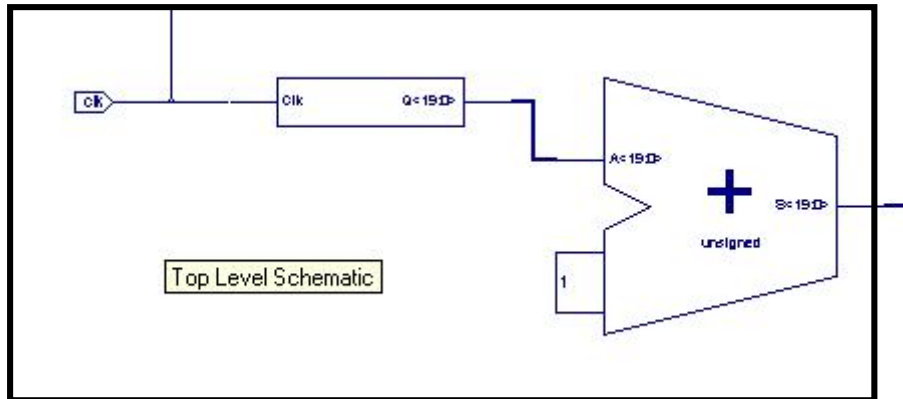 clk
Clk Q<19:0>
A<19:0>
S<19:0>
unsigned
1
Top Level Schematic